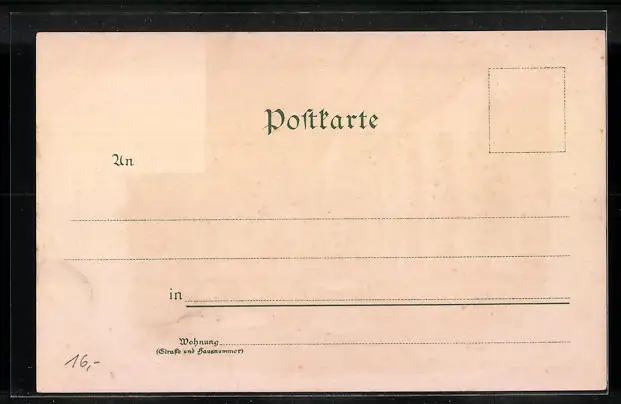 Postkarte
An
in
Wohnung
(Straße und Hausnummer)
16,-